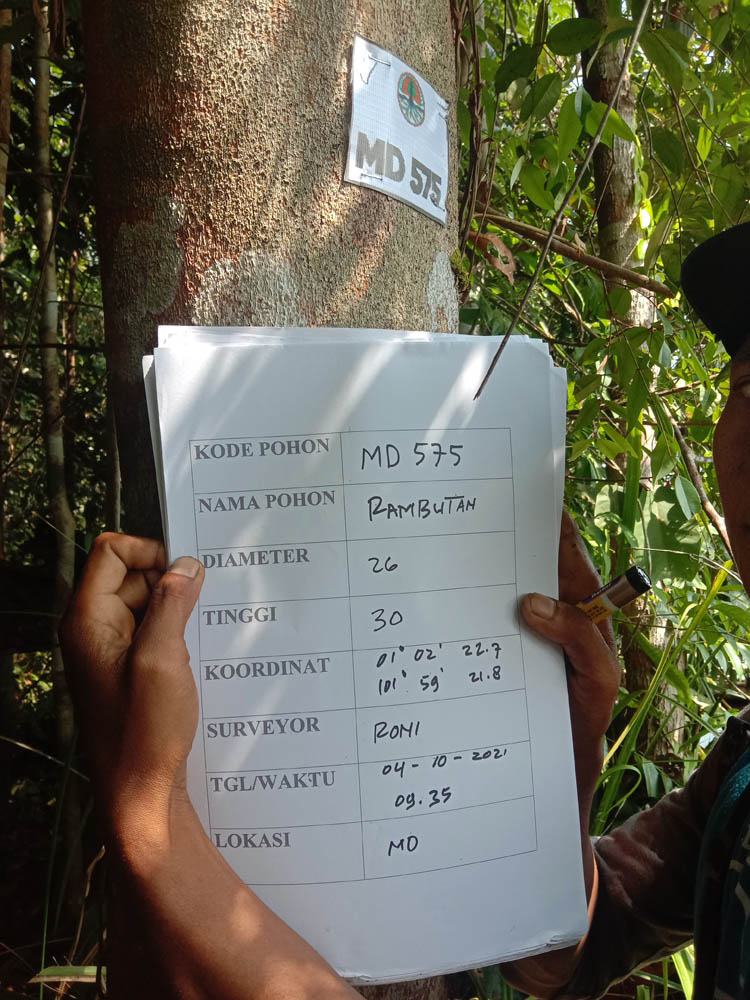 MD 575
KODE POHON MD 575
NAMA POHON RAMBUTAN
DIAMETER 26
TINGGI 30
KOORDINAT 01° 02' 22.7
101° 59' 21.8
SURVEYOR RONI
TGL/WAKTU 04-10-2021
09.35
LOKASI MD